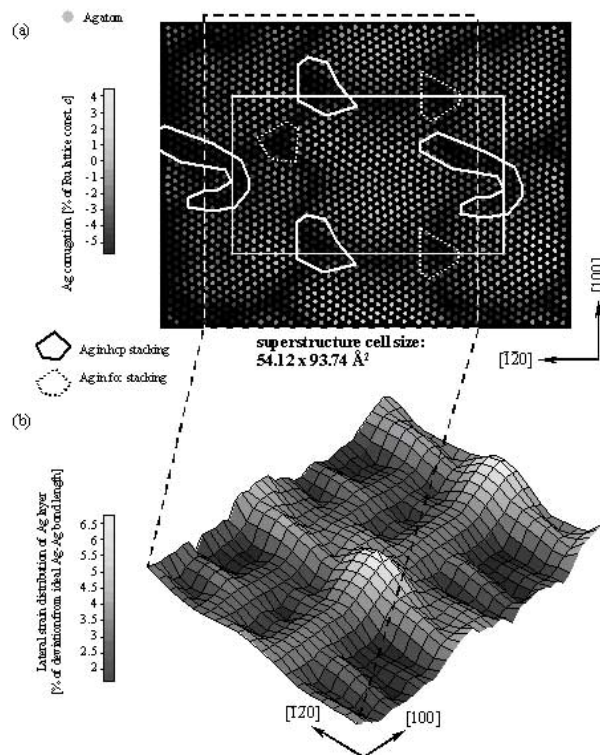 (a)
Ag atom
Ag corrugation [% of Ru lattice const. c]
4
3
2
1
0
-1
-2
-3
-4
-5
Ag in hcp stacking
Ag in fcc stacking
superstructure cell size:
54.12 x 93.74 Å²
[100]
[1̅20]
(b)
Lateral strain distribution of Ag layer
[% of deviation from ideal Ag-Ag bond length]
6.5
6
5.5
5
4.5
4
3.5
3
2.5
2
[1̅20]
[100]